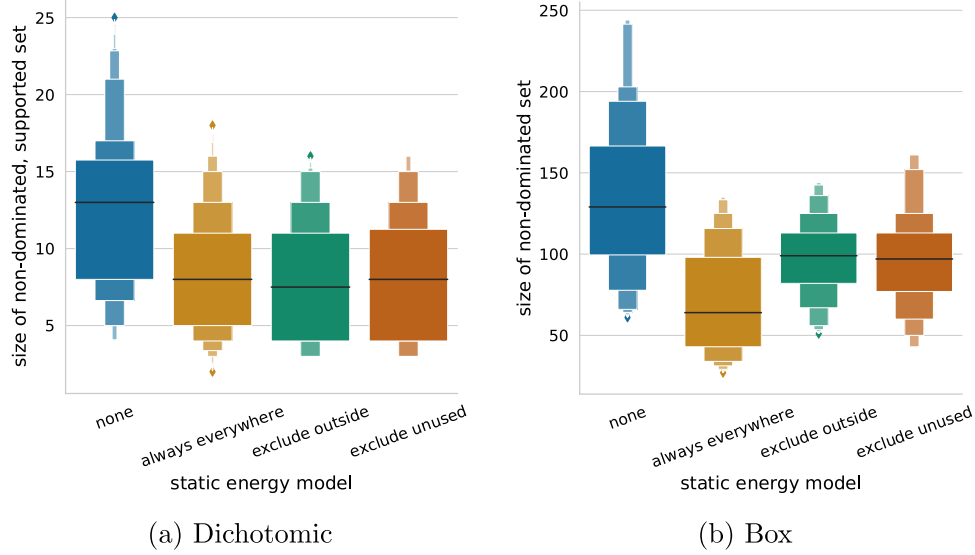 size of non-dominated, supported set
25
20
15
10
5
none
always everywhere
exclude outside
exclude unused
static energy model
(a) Dichotomic
size of non-dominated set
250
200
150
100
50
none
always everywhere
exclude outside
exclude unused
static energy model
(b) Box